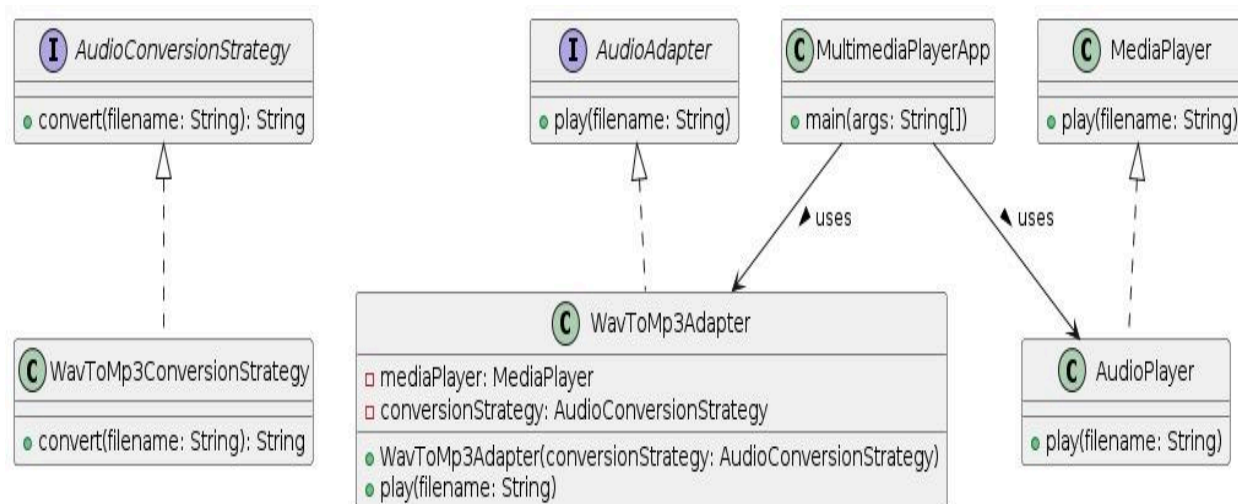 I AudioConversionStrategy
convert(filename: String): String
I AudioAdapter
play(filename: String)
C MultimediaPlayerApp
main(args: String[])
C MediaPlayer
play(filename: String)
uses
uses
C WavToMp3ConversionStrategy
convert(filename: String): String
C WavToMp3Adapter
mediaPlayer: MediaPlayer
conversionStrategy: AudioConversionStrategy
WavToMp3Adapter(conversionStrategy: AudioConversionStrategy)
play(filename: String)
C AudioPlayer
play(filename: String)